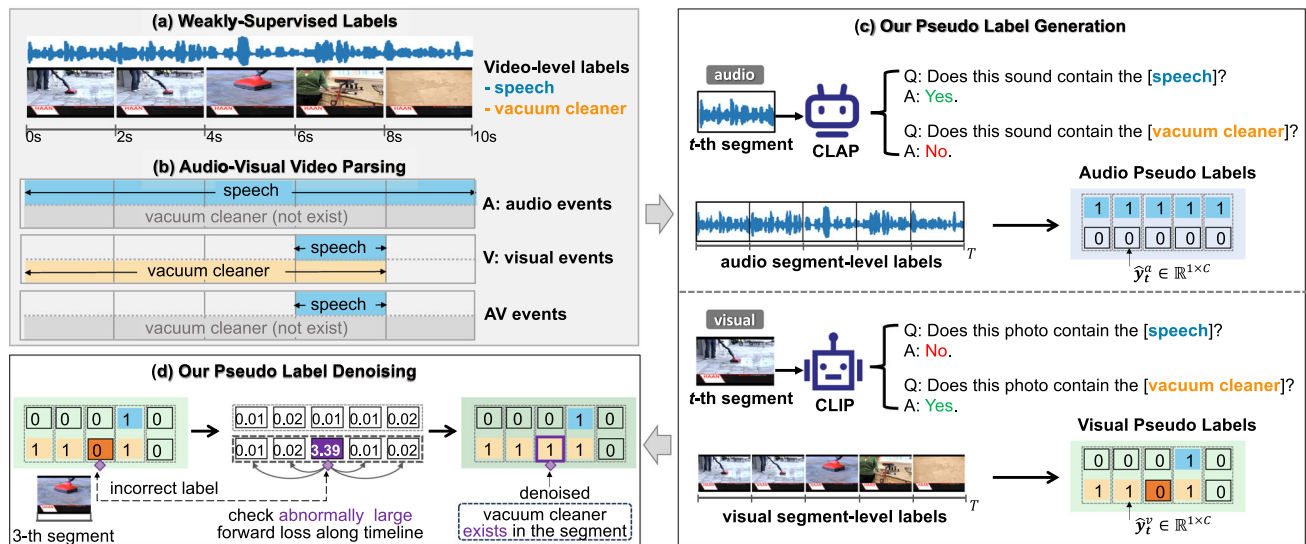 (a) Weakly-Supervised Labels
Video-level labels
- speech
- vacuum cleaner
HAAN HAAN HAAN HAAN
0s 2s 4s 6s 8s 10s
(b) Audio-Visual Video Parsing
speech
vacuum cleaner (not exist)
A: audio events
speech
vacuum cleaner
V: visual events
speech
vacuum cleaner (not exist)
AV events
(c) Our Pseudo Label Generation
audio
t-th segment
CLAP
Q: Does this sound contain the [speech]?
A: Yes.
Q: Does this sound contain the [vacuum cleaner]?
A: No.
audio segment-level labels
T
Audio Pseudo Labels
1 1 1 1 1
0 0 0 0 0
ŷₜᵃ ∈ ℝ¹ˣᶜ
visual
HAAN
t-th segment
CLIP
Q: Does this photo contain the [speech]?
A: No.
Q: Does this photo contain the [vacuum cleaner]?
A: Yes.
visual segment-level labels
T
Visual Pseudo Labels
0 0 0 1 0
1 1 0 1 0
ŷₜᵛ ∈ ℝ¹ˣᶜ
(d) Our Pseudo Label Denoising
0 0 0 1 0
1 1 0 1 0
3-th segment
incorrect label
0.01 0.02 0.01 0.01 0.02
0.01 0.02 3.39 0.01 0.02
check abnormally large
forward loss along timeline
0 0 0 1 0
1 1 1 1 0
denoised
vacuum cleaner
exists in the segment